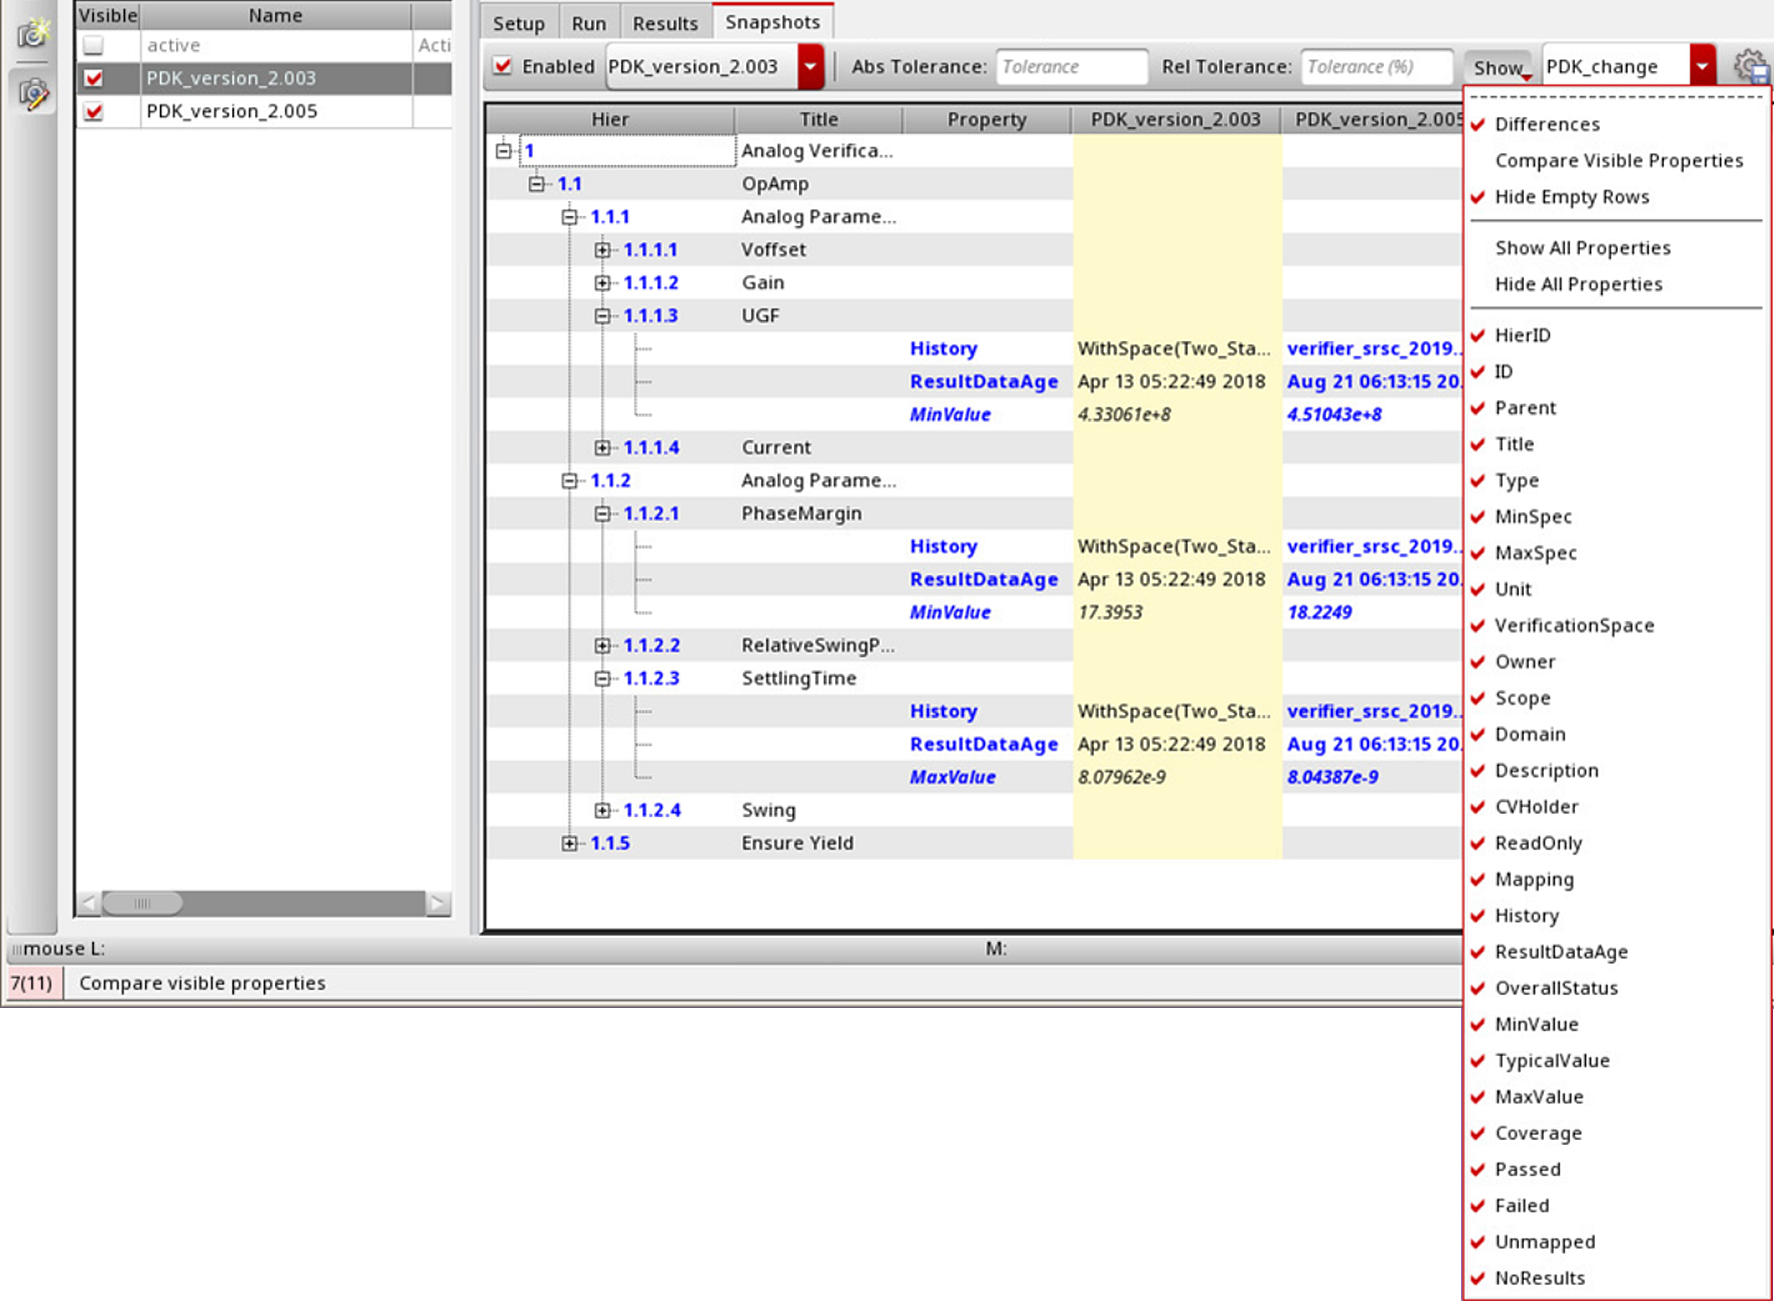 Visible Name
active Acti
PDK_version_2.003
PDK_version_2.005
Setup Run Results Snapshots
Enabled PDK_version_2.003 Abs Tolerance: Tolerance Rel Tolerance: Tolerance (%) Show PDK_change
Hier Title Property PDK_version_2.003 PDK_version_2.005
1 Analog Verifica...
1.1 OpAmp
1.1.1 Analog Parame...
1.1.1.1 Voffset
1.1.1.2 Gain
1.1.1.3 UGF
History WithSpace(Two_Sta... verifier_srsc_2019..
ResultDataAge Apr 13 05:22:49 2018 Aug 21 06:13:15 20.
MinValue 4.33061e+8 4.51043e+8
1.1.1.4 Current
1.1.2 Analog Parame...
1.1.2.1 PhaseMargin
History WithSpace(Two_Sta... verifier_srsc_2019..
ResultDataAge Apr 13 05:22:49 2018 Aug 21 06:13:15 20.
MinValue 17.3953 18.2249
1.1.2.2 RelativeSwingP...
1.1.2.3 SettlingTime
History WithSpace(Two_Sta... verifier_srsc_2019..
ResultDataAge Apr 13 05:22:49 2018 Aug 21 06:13:15 20.
MaxValue 8.07962e-9 8.04387e-9
1.1.2.4 Swing
1.1.5 Ensure Yield
Differences
Compare Visible Properties
Hide Empty Rows
Show All Properties
Hide All Properties
HierID
ID
Parent
Title
Type
MinSpec
MaxSpec
Unit
VerificationSpace
Owner
Scope
Domain
Description
CVHolder
ReadOnly
Mapping
History
ResultDataAge
OverallStatus
MinValue
TypicalValue
MaxValue
Coverage
Passed
Failed
Unmapped
NoResults
mouse L: M:
7(11) Compare visible properties